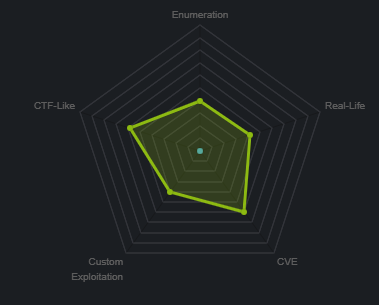 Enumeration
CTF-Like
Real-Life
Custom
Exploitation
CVE